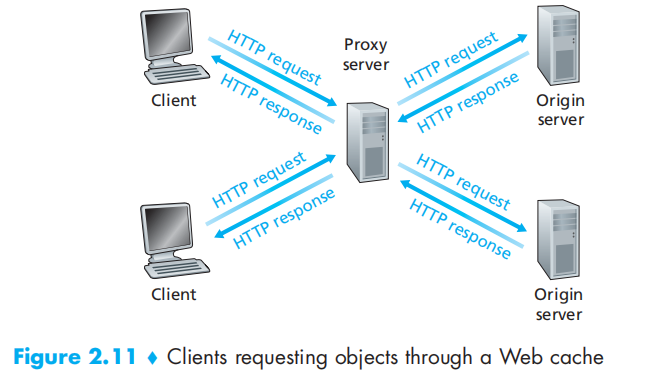 HTTP request
HTTP response
Client
Proxy
server
HTTP request
HTTP response
Origin
server
HTTP request
HTTP response
Client
HTTP request
HTTP response
Origin
server
Figure 2.11 ♦ Clients requesting objects through a Web cache